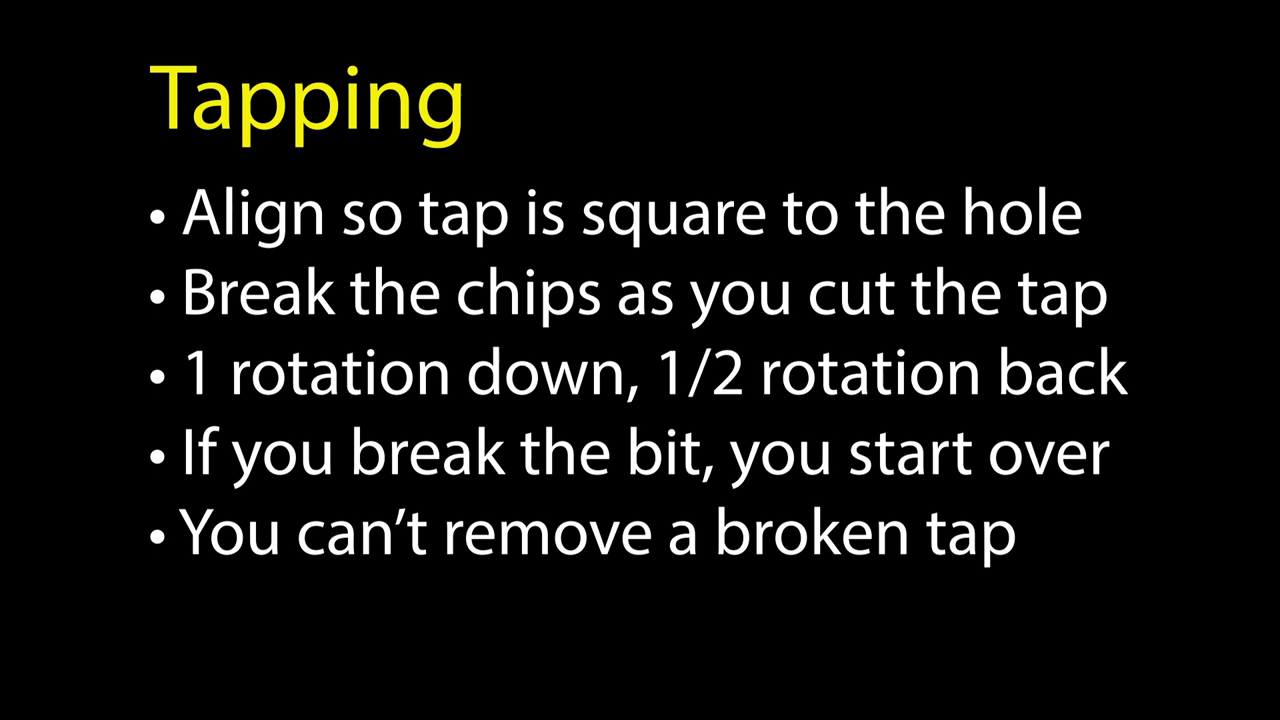 Tapping
• Align so tap is square to the hole
• Break the chips as you cut the tap
• 1 rotation down, 1/2 rotation back
• If you break the bit, you start over
• You can’t remove a broken tap